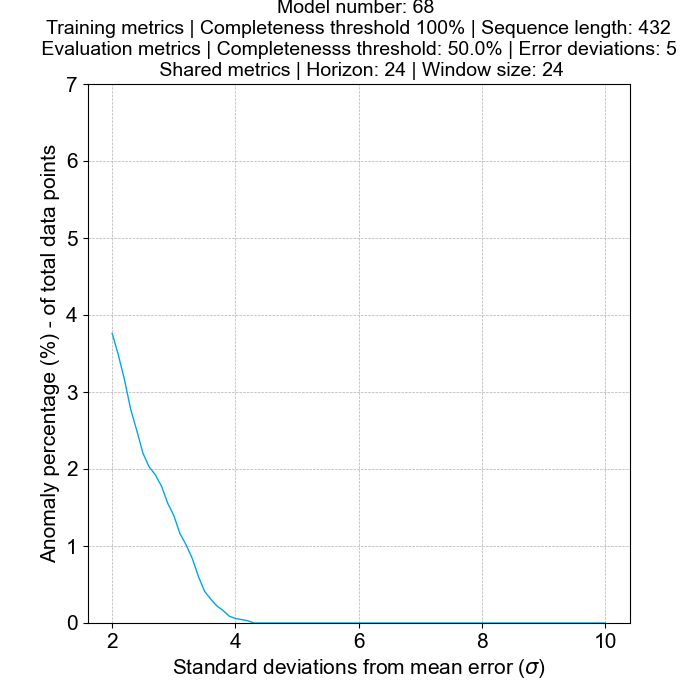 Model number: 68
Training metrics | Completeness threshold 100% | Sequence length: 432
Evaluation metrics | Completenesss threshold: 50.0% | Error deviations: 5
Shared metrics | Horizon: 24 | Window size: 24
7
6
5
4
3
2
1
0
Anomaly percentage (%) - of total data points
2 4 6 8 10
Standard deviations from mean error (σ)